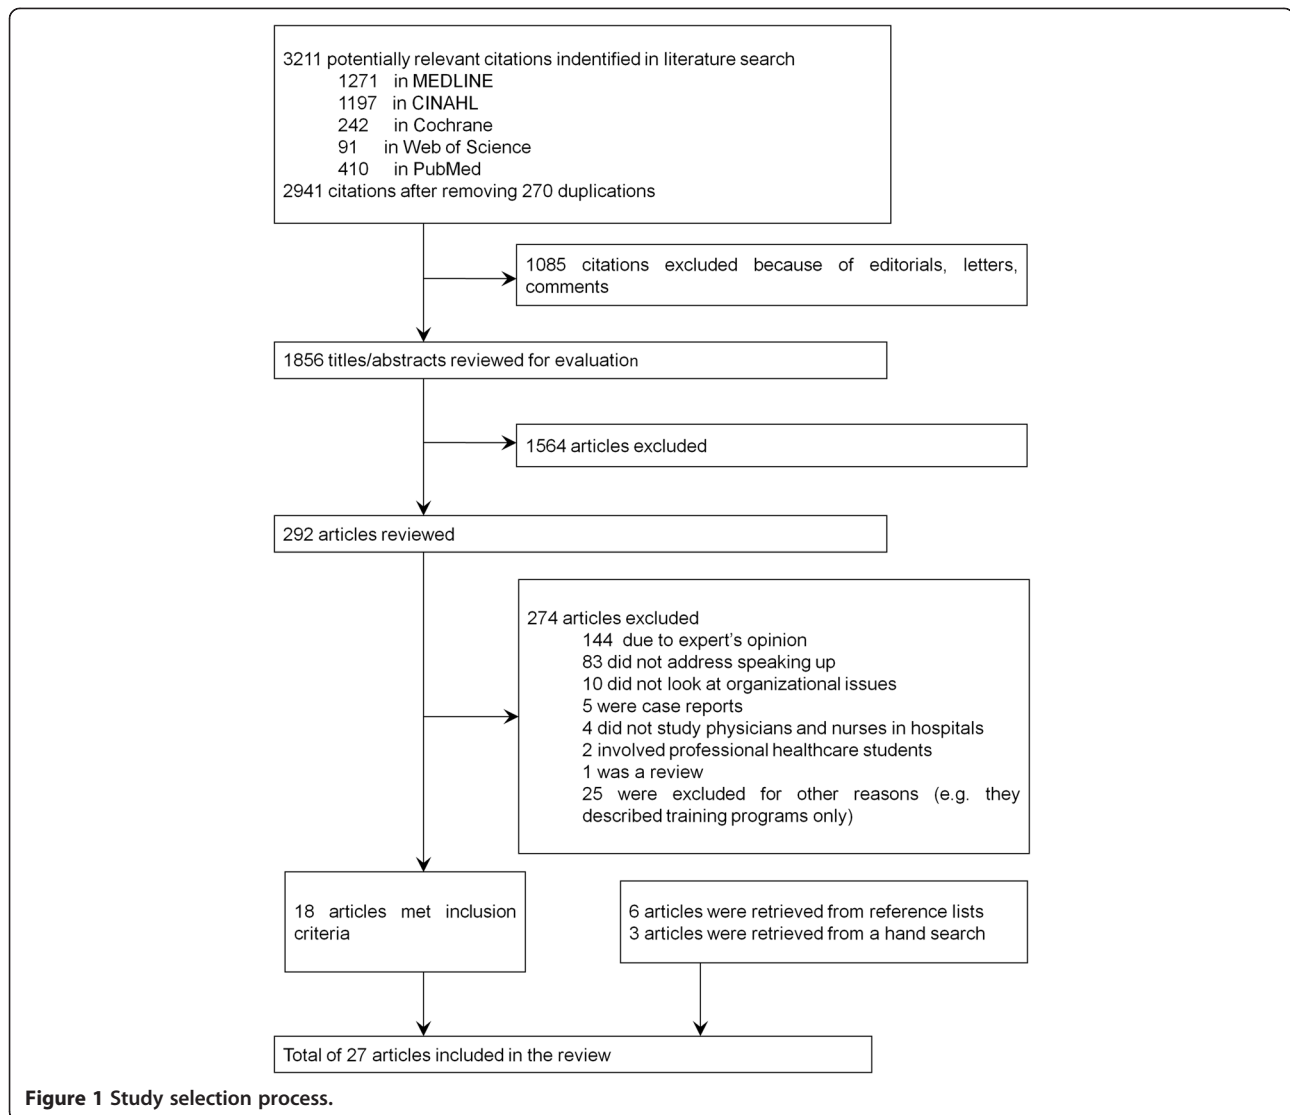 3211 potentially relevant citations indentified in literature search
1271 in MEDLINE
1197 in CINAHL
242 in Cochrane
91 in Web of Science
410 in PubMed
2941 citations after removing 270 duplications
1085 citations excluded because of editorials, letters,
comments
1856 titles/abstracts reviewed for evaluation
1564 articles excluded
292 articles reviewed
274 articles excluded
144 due to expert's opinion
83 did not address speaking up
10 did not look at organizational issues
5 were case reports
4 did not study physicians and nurses in hospitals
2 involved professional healthcare students
1 was a review
25 were excluded for other reasons (e.g. they
described training programs only)
18 articles met inclusion
criteria
6 articles were retrieved from reference lists
3 articles were retrieved from a hand search
Total of 27 articles included in the review
Figure 1 Study selection process.